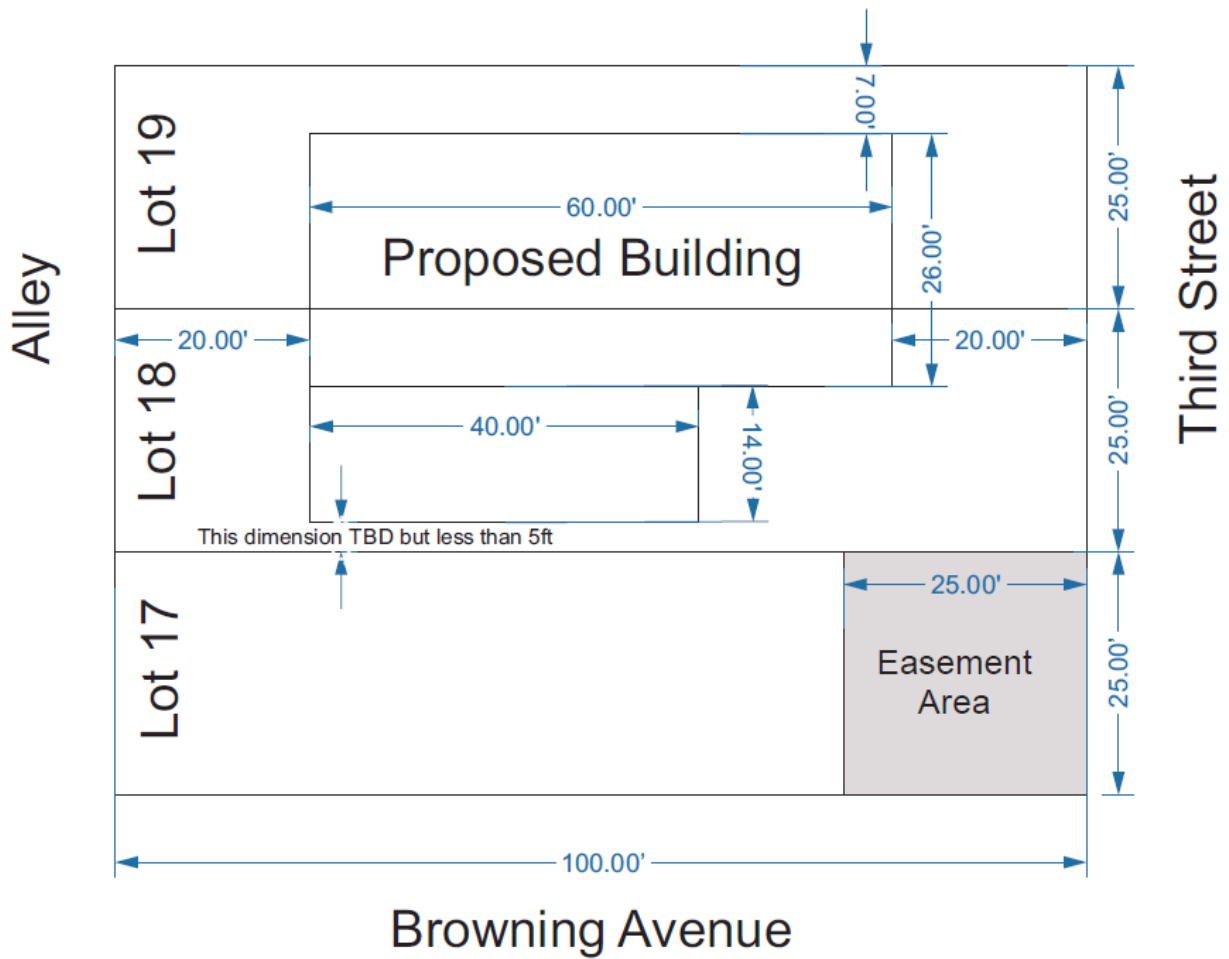 7.00'
Lot 19
25.00'
60.00'
Proposed Building
26.00'
Alley
Third Street
20.00'
20.00'
Lot 18
40.00'
14.00'
25.00'
This dimension TBD but less than 5ft
25.00'
Lot 17
Easement
Area
25.00'
100.00'
Browning Avenue